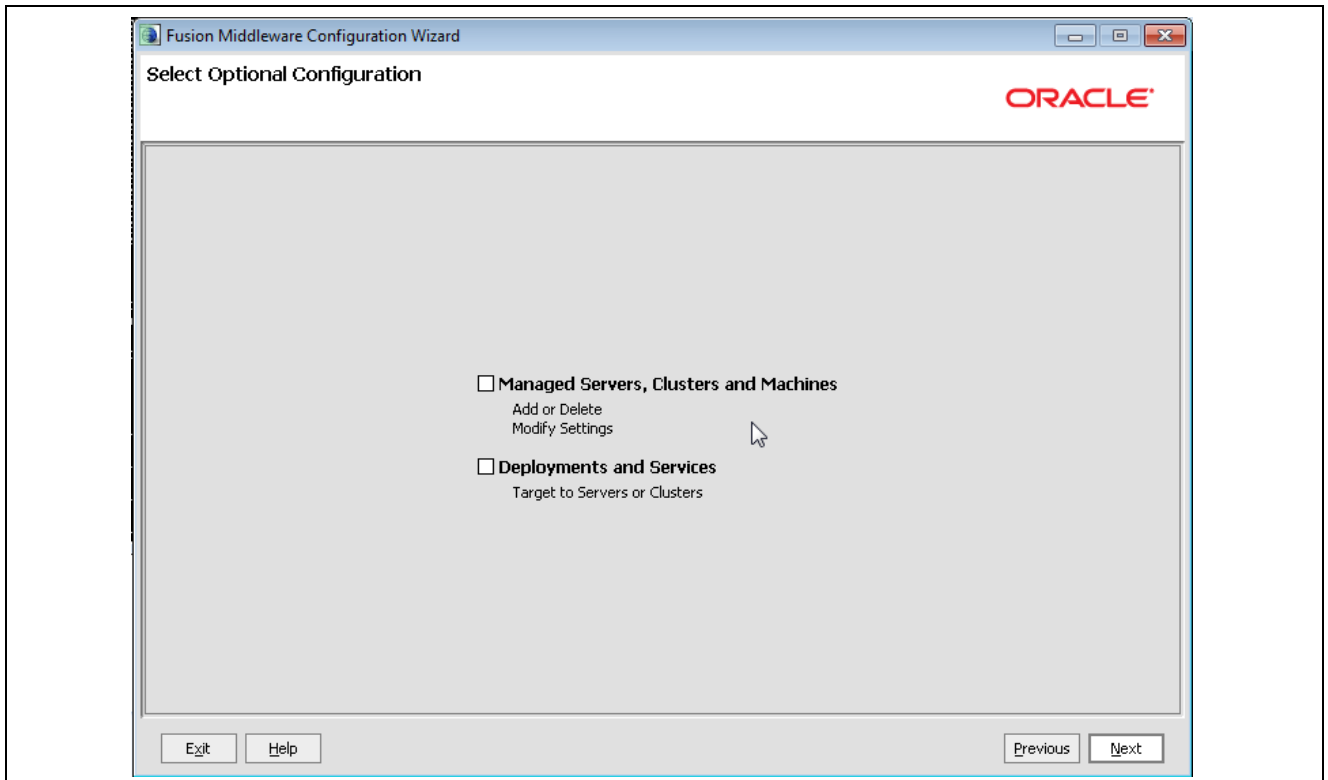 Fusion Middleware Configuration Wizard
Select Optional Configuration
ORACLE
Managed Servers, Clusters and Machines
Add or Delete
Modify Settings
Deployments and Services
Target to Servers or Clusters
Exit
Help
Previous
Next